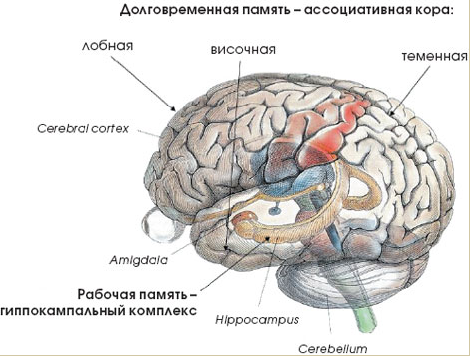 Долговременная память – ассоциативная кора:
лобная
височная
теменная
Cerebral cortex
Amigdala
Рабочая память –
гиппокампальный комплекс
Hippocampus
Cerebellum